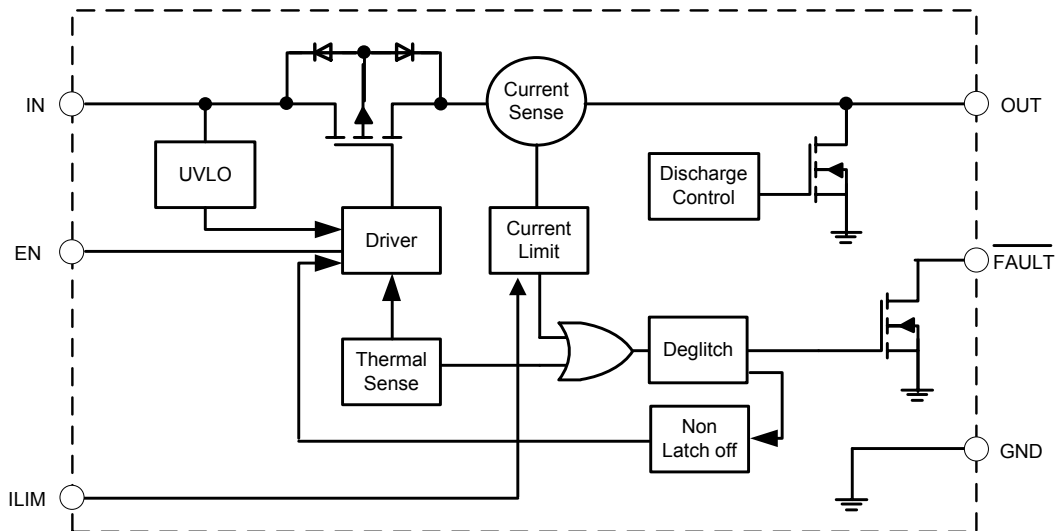 Current
Sense
IN
OUT
UVLO
Discharge
Control
Driver
Current
Limit
EN
FAULT
Thermal
Sense
Deglitch
Non
Latch off
GND
ILIM